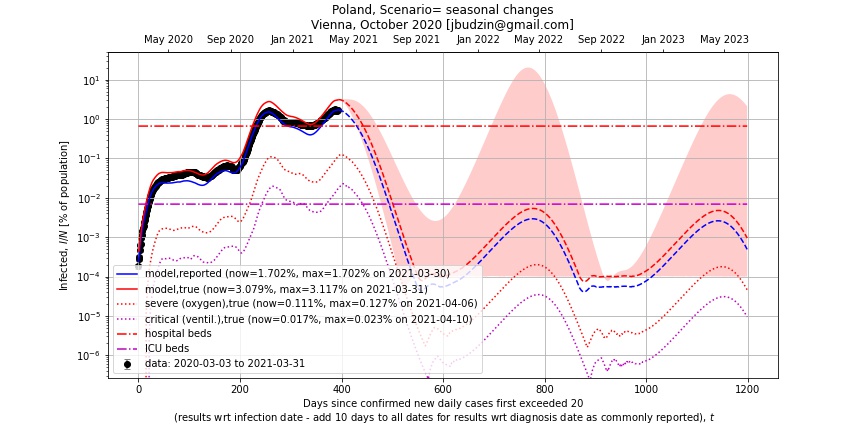 Poland, Scenario= seasonal changes
Vienna, October 2020 [jbudzin@gmail.com]
May 2020 Sep 2020 Jan 2021 May 2021 Sep 2021 Jan 2022 May 2022 Sep 2022 Jan 2023 May 2023
Infected, I/N [% of population]
10¹
10⁰
10⁻¹
10⁻²
10⁻³
10⁻⁴
10⁻⁵
10⁻⁶
model,reported (now=1.702%, max=1.702% on 2021-03-30)
model,true (now=3.079%, max=3.117% on 2021-03-31)
severe (oxygen),true (now=0.111%, max=0.127% on 2021-04-06)
critical (ventil.),true (now=0.017%, max=0.023% on 2021-04-10)
hospital beds
ICU beds
data: 2020-03-03 to 2021-03-31
0 200 400 600 800 1000 1200
Days since confirmed new daily cases first exceeded 20
(results wrt infection date - add 10 days to all dates for results wrt diagnosis date as commonly reported), t